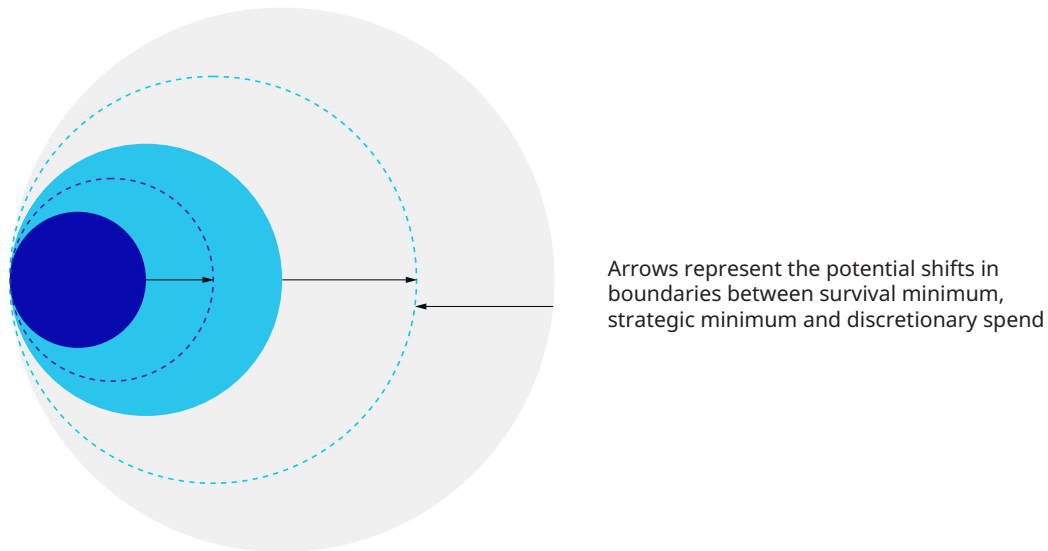 Arrows represent the potential shifts in
boundaries between survival minimum,
strategic minimum and discretionary spend